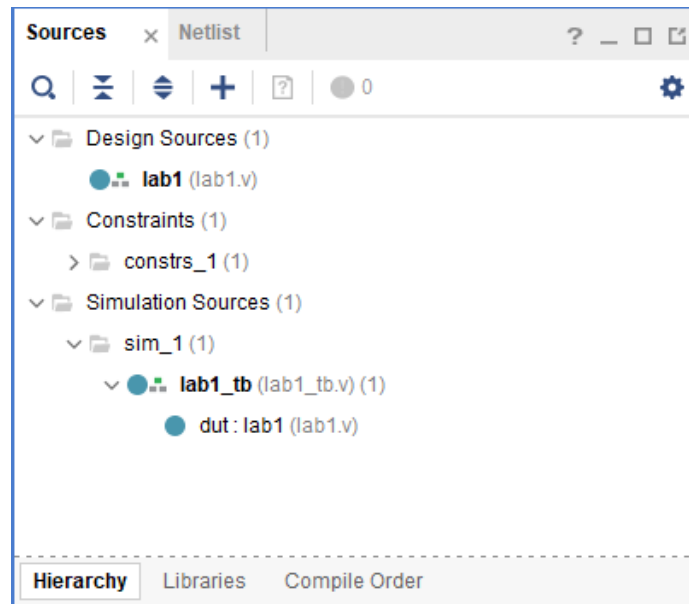 Sources Netlist
0
Design Sources (1)
lab1 (lab1.v)
Constraints (1)
constrs_1 (1)
Simulation Sources (1)
sim_1 (1)
lab1_tb (lab1_tb.v) (1)
dut : lab1 (lab1.v)
Hierarchy Libraries Compile Order